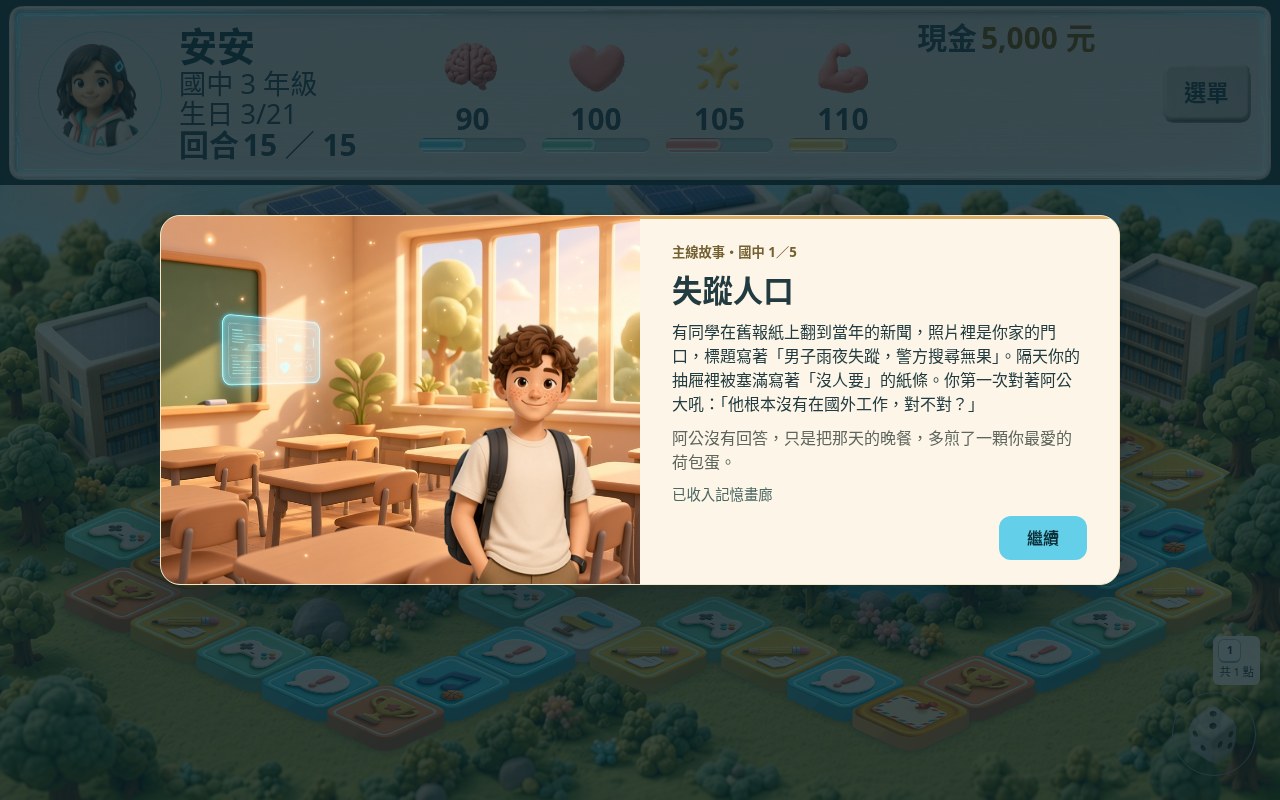 安安
國中 3 年級
生日 3/21
回合 15 ／ 15
90
100
105
110
現金 5,000 元
選單
主線故事・國中 1／5
失蹤人口
有同學在舊報紙上翻到當年的新聞，照片裡是你家的門
口，標題寫著「男子雨夜失蹤，警方搜尋無果」。隔天你的
抽屜裡被塞滿寫著「沒人要」的紙條。你第一次對著阿公
大吼：「他根本沒有在國外工作，對不對？」
阿公沒有回答，只是把那天的晚餐，多煎了一顆你最愛的
荷包蛋。
已收入記憶畫廊
繼續
1
共 1 點